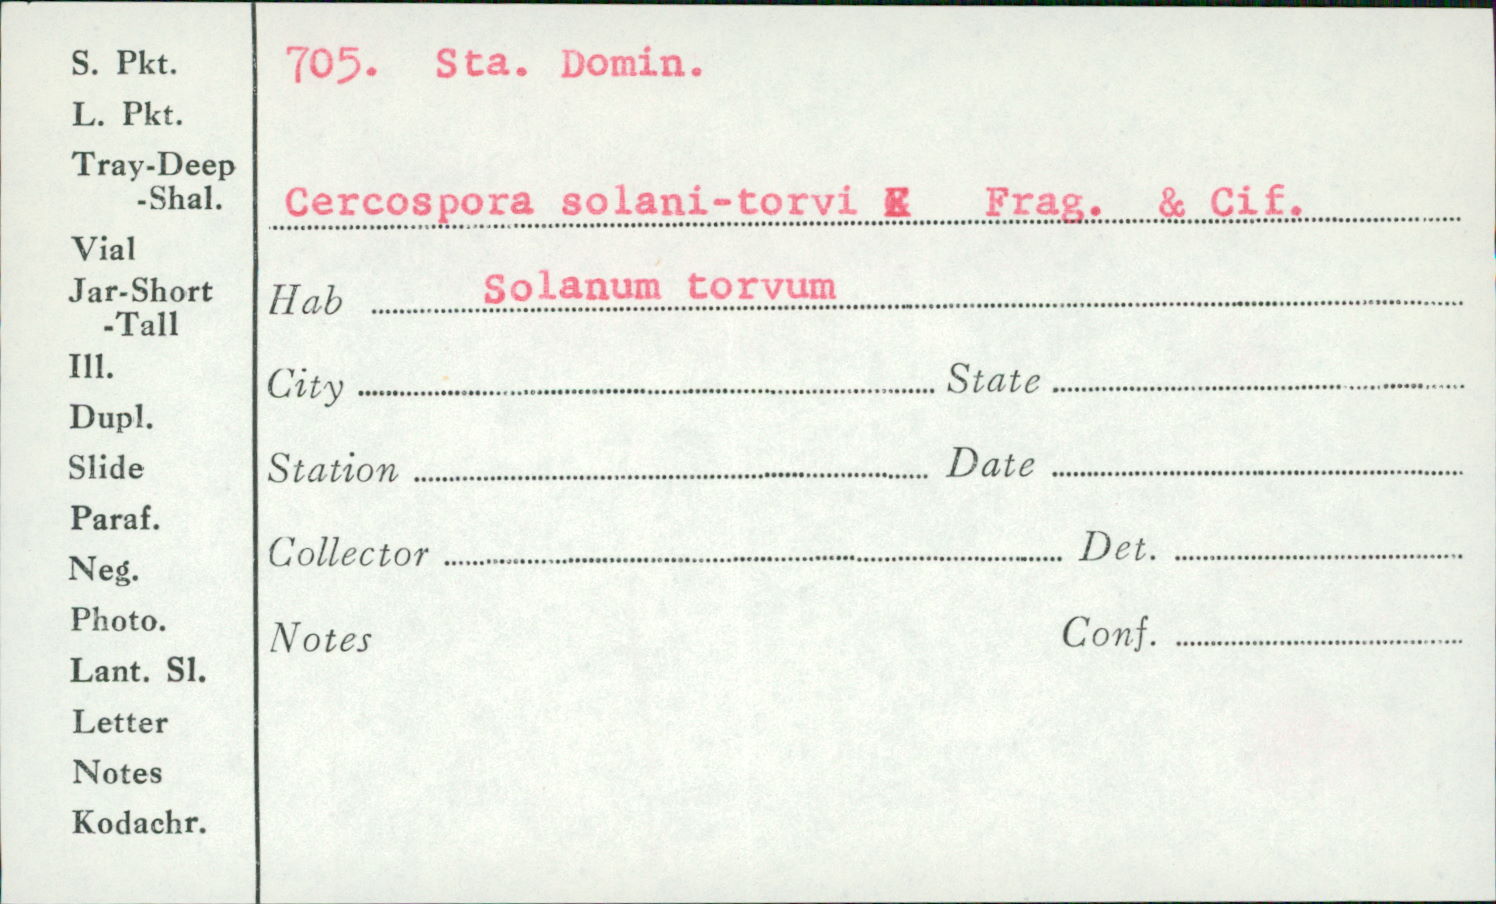 705. Sta. Domin.
Cercospora solani-torvi Frag. & Cif.
Hab Solanum torvum
City State
Station Date
Collector Det.
Notes Conf.
S. Pkt.
L. Pkt.
Tray-Deep
-Shal.
Vial
Jar-Short
-Tall
Ill.
Dupl.
Slide
Paraf.
Neg.
Photo.
Lant. Sl.
Letter
Notes
Kodachr.